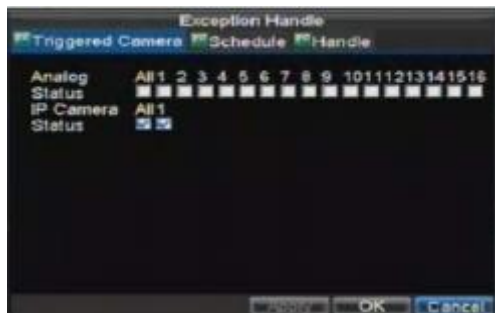 Exception Handle
Triggered Camera Schedule Handle
Analog All 1 2 3 4 5 6 7 8 9 10 11 12 13 14 15 16
Status
IP Camera All 1
Status
Apply OK Cancel